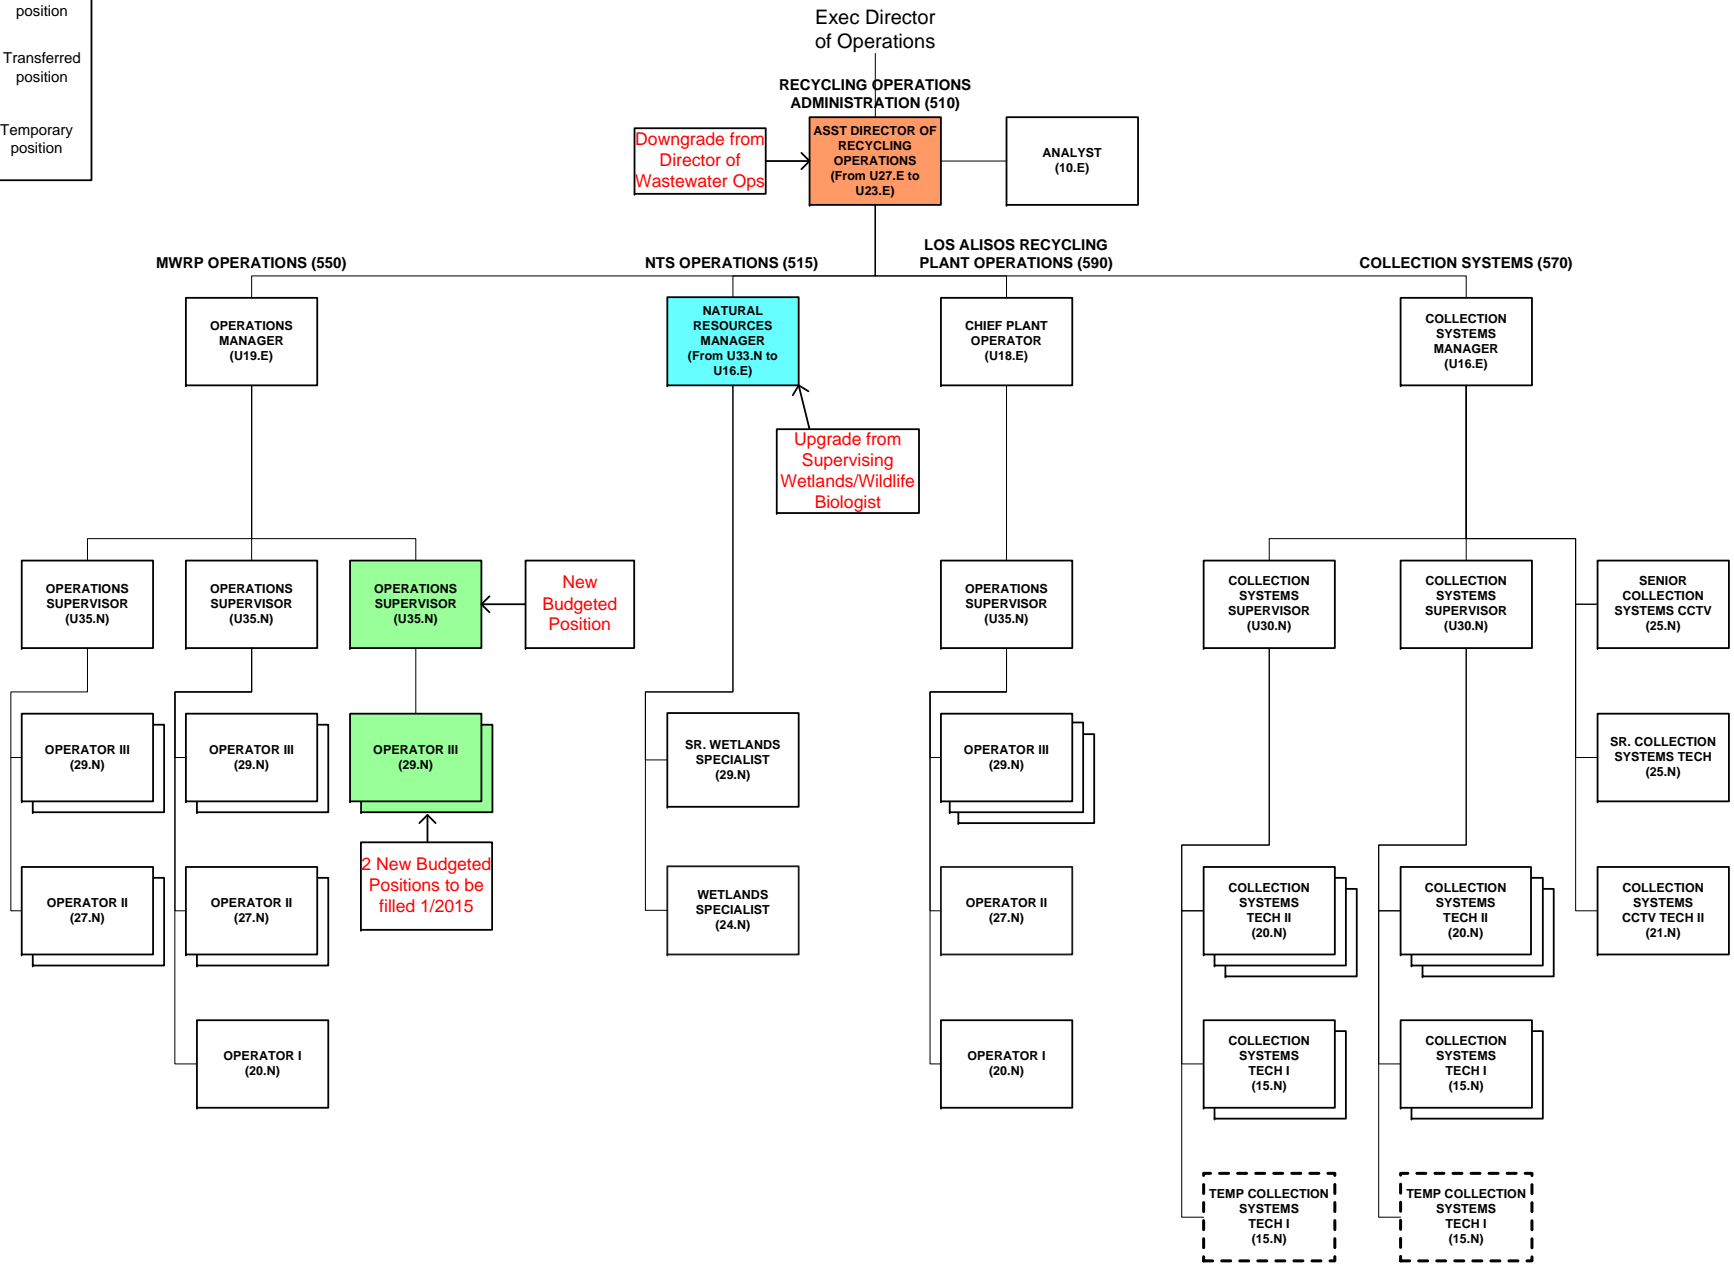 position
Transferred
position
Temporary
position
Exec Director
of Operations
RECYCLING OPERATIONS
ADMINISTRATION (510)
Downgrade from
Director of
Wastewater Ops
ASST DIRECTOR OF
RECYCLING
OPERATIONS
(From U27.E to
U23.E)
ANALYST
(10.E)
MWRP OPERATIONS (550)
NTS OPERATIONS (515)
LOS ALISOS RECYCLING
PLANT OPERATIONS (590)
COLLECTION SYSTEMS (570)
OPERATIONS
MANAGER
(U19.E)
NATURAL
RESOURCES
MANAGER
(From U33.N to
U16.E)
CHIEF PLANT
OPERATOR
(U18.E)
COLLECTION
SYSTEMS
MANAGER
(U16.E)
Upgrade from
Supervising
Wetlands/Wildlife
Biologist
OPERATIONS
SUPERVISOR
(U35.N)
OPERATIONS
SUPERVISOR
(U35.N)
OPERATIONS
SUPERVISOR
(U35.N)
New
Budgeted
Position
OPERATIONS
SUPERVISOR
(U35.N)
COLLECTION
SYSTEMS
SUPERVISOR
(U30.N)
COLLECTION
SYSTEMS
SUPERVISOR
(U30.N)
SENIOR
COLLECTION
SYSTEMS CCTV
(25.N)
OPERATOR III
(29.N)
OPERATOR III
(29.N)
OPERATOR III
(29.N)
SR. WETLANDS
SPECIALIST
(29.N)
OPERATOR III
(29.N)
SR. COLLECTION
SYSTEMS TECH
(25.N)
2 New Budgeted
Positions to be
filled 1/2015
OPERATOR II
(27.N)
OPERATOR II
(27.N)
WETLANDS
SPECIALIST
(24.N)
OPERATOR II
(27.N)
COLLECTION
SYSTEMS
TECH II
(20.N)
COLLECTION
SYSTEMS
TECH II
(20.N)
COLLECTION
SYSTEMS
CCTV TECH II
(21.N)
OPERATOR I
(20.N)
OPERATOR I
(20.N)
COLLECTION
SYSTEMS
TECH I
(15.N)
COLLECTION
SYSTEMS
TECH I
(15.N)
TEMP COLLECTION
SYSTEMS
TECH I
(15.N)
TEMP COLLECTION
SYSTEMS
TECH I
(15.N)